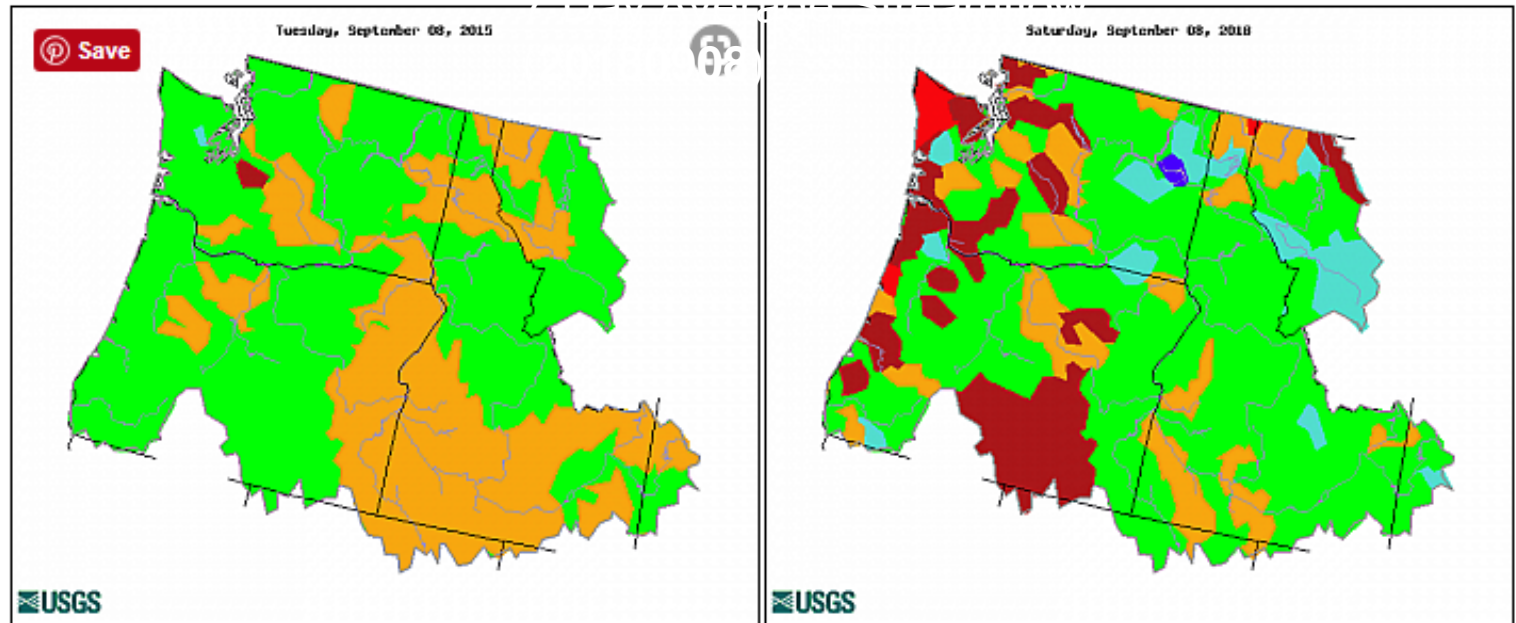 Tuesday, September 08, 2015
Saturday, September 08, 2018
Save
USGS
USGS